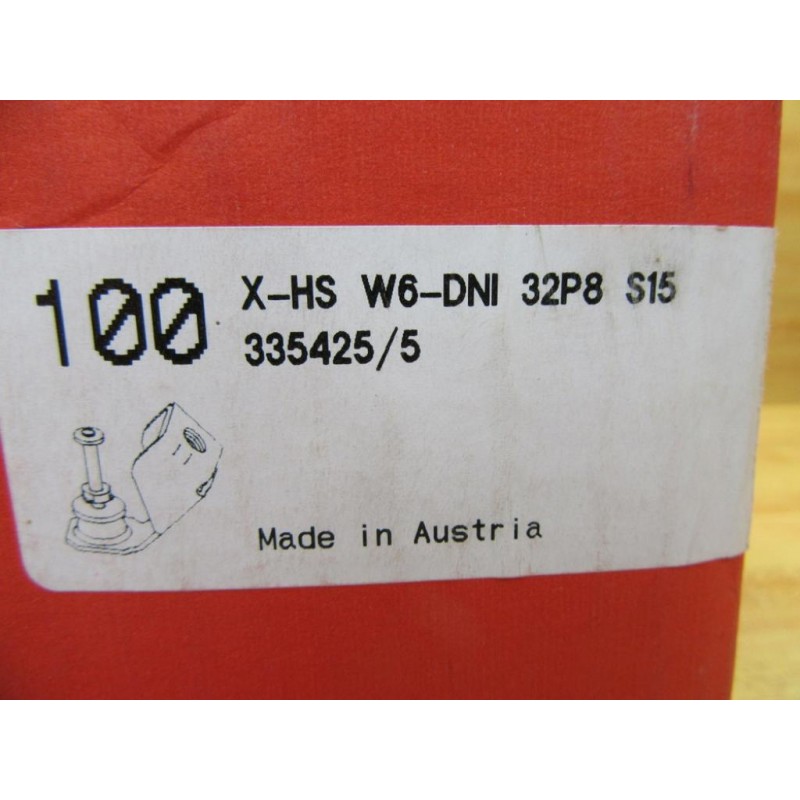 100
X-HS W6-DNI 32P8 S15
335425/5
Made in Austria